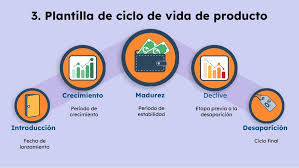 3. Plantilla de ciclo de vida de producto
Introducción
Fecha de
lanzamiento
Crecimiento
Período de
crecimiento
Madurez
Período de
estabilidad
Declive
Etapa previa a la
desaparición
Desaparición
Ciclo final